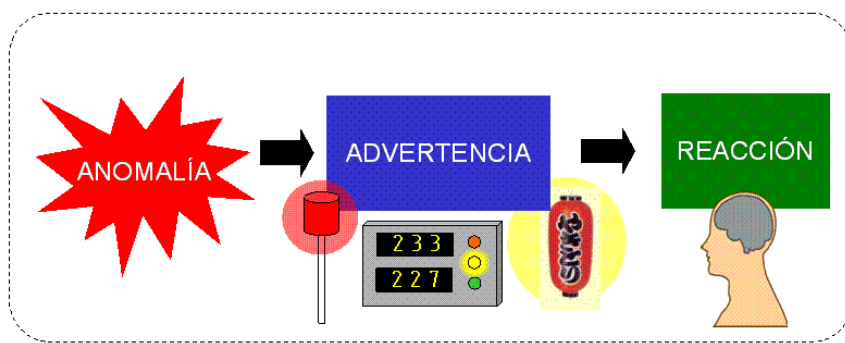 ANOMALÍA
ADVERTENCIA
REACCIÓN
233
227